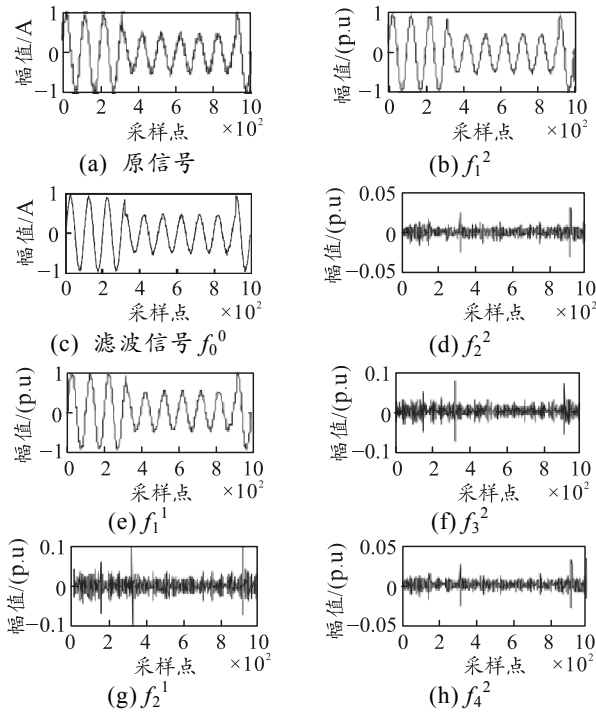 幅值/A
1
0
−1
0 2 4 6 8 10
采样点 ×10²
(a) 原信号
幅值/(p.u)
1
0
−1
0 2 4 6 8 10
采样点 ×10²
(b) f₁²
幅值/A
1
0
−1
0 2 4 6 8 10
采样点 ×10²
(c) 滤波信号 f₀⁰
幅值/(p.u)
0.05
0
−0.05
0 2 4 6 8 10
采样点 ×10²
(d) f₂²
幅值/(p.u)
1
0
−1
0 2 4 6 8 10
采样点 ×10²
(e) f₁¹
幅值/(p.u)
0.1
0
−0.1
0 2 4 6 8 10
采样点 ×10²
(f) f₃²
幅值/(p.u)
0.1
0
−0.1
0 2 4 6 8 10
采样点 ×10²
(g) f₂¹
幅值/(p.u)
0.05
0
−0.05
0 2 4 6 8 10
采样点 ×10²
(h) f₄²